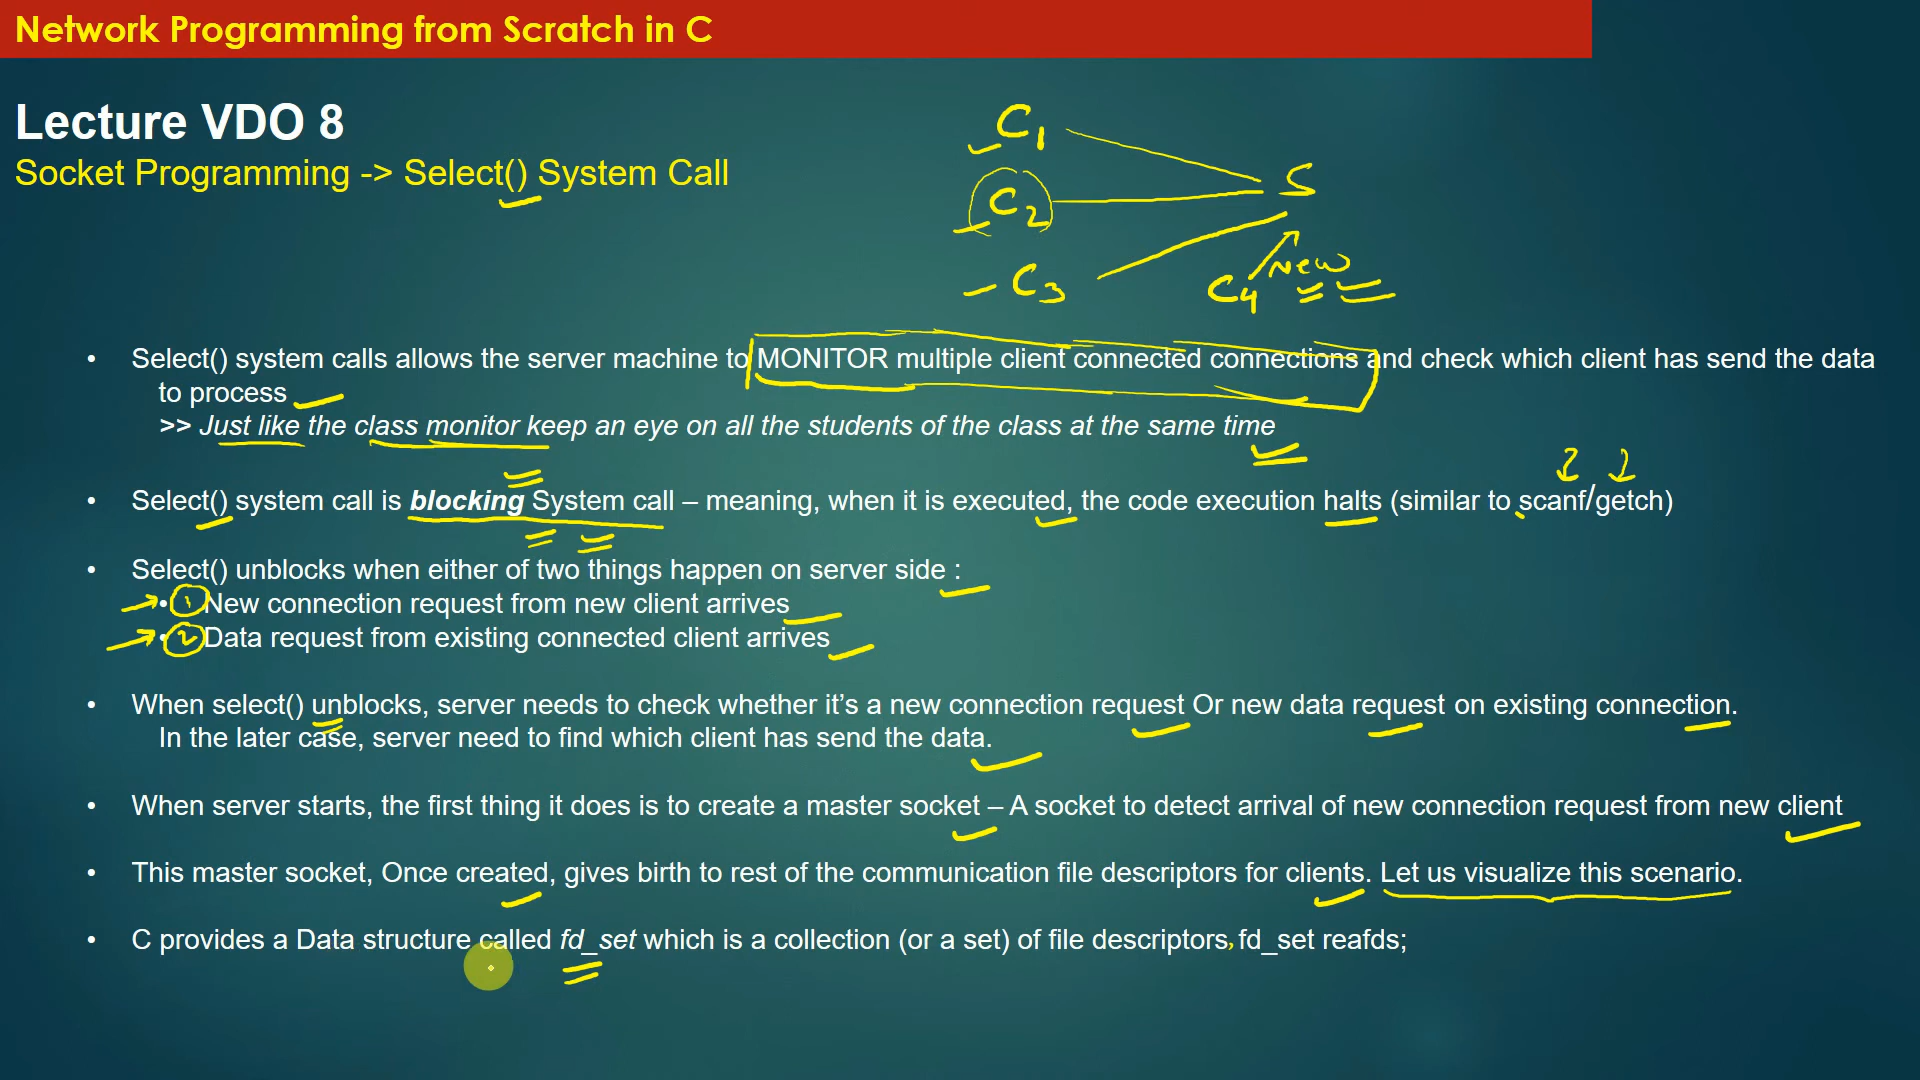 Network Programming from Scratch in C
Lecture VDO 8
Socket Programming -> Select() System Call
C1
C2
C3
S
C4 New
• Select() system calls allows the server machine to MONITOR multiple client connected connections and check which client has send the data
to process
>> Just like the class monitor keep an eye on all the students of the class at the same time
• Select() system call is blocking System call – meaning, when it is executed, the code execution halts (similar to scanf/getch)
• Select() unblocks when either of two things happen on server side :
• 1 New connection request from new client arrives
• 2 Data request from existing connected client arrives
• When select() unblocks, server needs to check whether it’s a new connection request Or new data request on existing connection.
In the later case, server need to find which client has send the data.
• When server starts, the first thing it does is to create a master socket – A socket to detect arrival of new connection request from new client
• This master socket, Once created, gives birth to rest of the communication file descriptors for clients. Let us visualize this scenario.
• C provides a Data structure called fd_set which is a collection (or a set) of file descriptors, fd_set reafds;